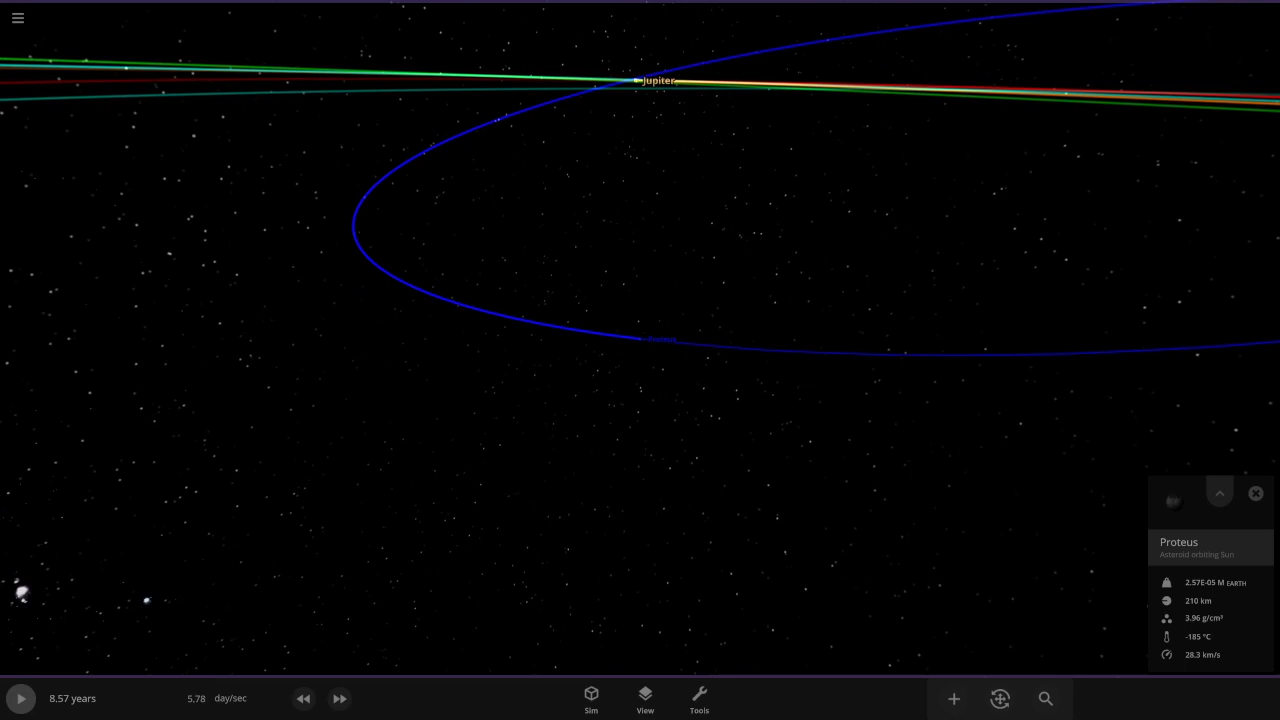 Jupiter
Proteus
Proteus
Asteroid orbiting Sun
2.57E-05 M EARTH
210 km
3.96 g/cm³
-185 °C
28.3 km/s
8.57 years
5.78 day/sec
Sim
View
Tools